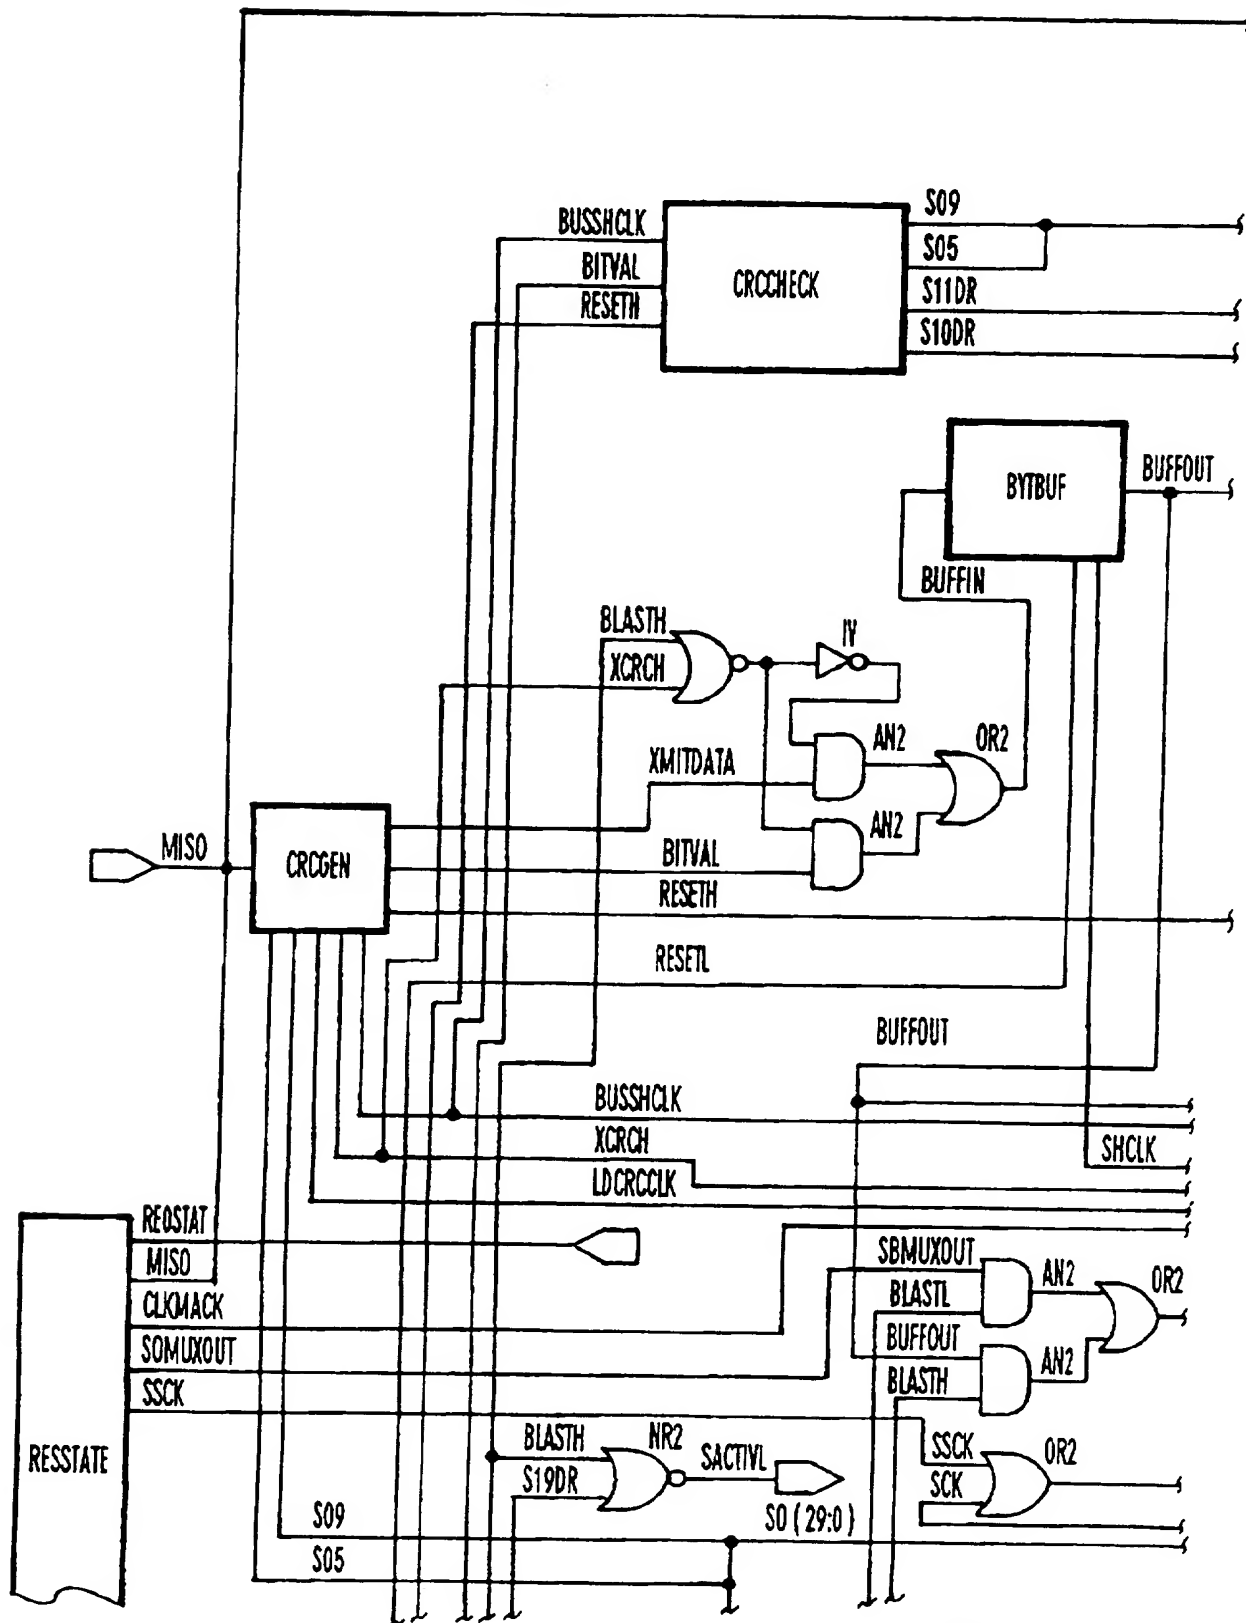 S09
BUSSHCLK
S05
BITVAL
CRCCHECK
S11DR
RESETH
S10DR
BUFFOUT
BYTBUF
BUFFIN
BLASTH
IV
XCRCH
AN2
OR2
XMITDATA
AN2
MISO
CRCGEN
BITVAL
RESETH
RESETL
BUFFOUT
BUSSHCLK
XCRCH
SHCLK
LDCRCCLK
REOSTAT
MISO
SBMUXOUT
AN2
OR2
CLKMACK
BLASTL
SOMUXOUT
BUFFOUT
AN2
SSCK
BLASTH
RESSTATE
BLASTH
NR2
SACTIVL
SSCK
OR2
S19DR
SCK
S0 (29:0)
S09
S05